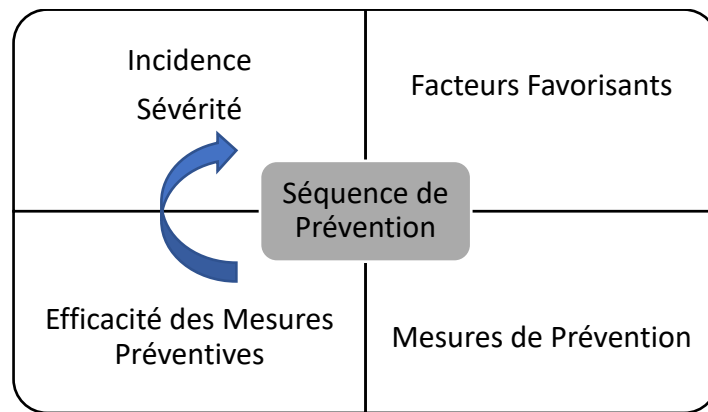 Incidence
Sévérité
Facteurs Favorisants
Séquence de
Prévention
Efficacité des Mesures
Préventives
Mesures de Prévention